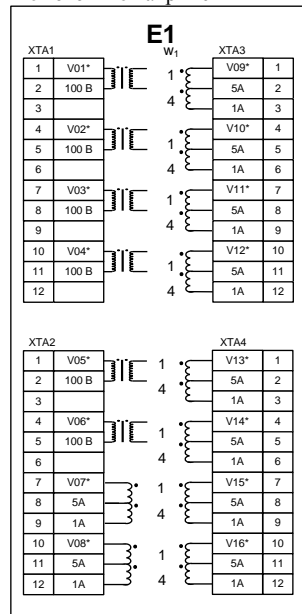 E1
XTA1 W1 XTA3
1 V01* V09* 1
2 100 В 1 5A 2
3 4 1A 3
4 V02* V10* 4
5 100 В 1 5A 5
6 4 1A 6
7 V03* V11* 7
8 100 В 1 5A 8
9 4 1A 9
10 V04* V12* 10
11 100 В 1 5A 11
12 4 1A 12
XTA2 XTA4
1 V05* 1 V13* 1
2 100 В 4 5A 2
3 1A 3
4 V06* V14* 4
5 100 В 1 5A 5
6 4 1A 6
7 V07* 1 V15* 7
8 5A 4 5A 8
9 1A 1A 9
10 V08* V16* 10
11 5A 1 5A 11
12 1A 4 1A 12